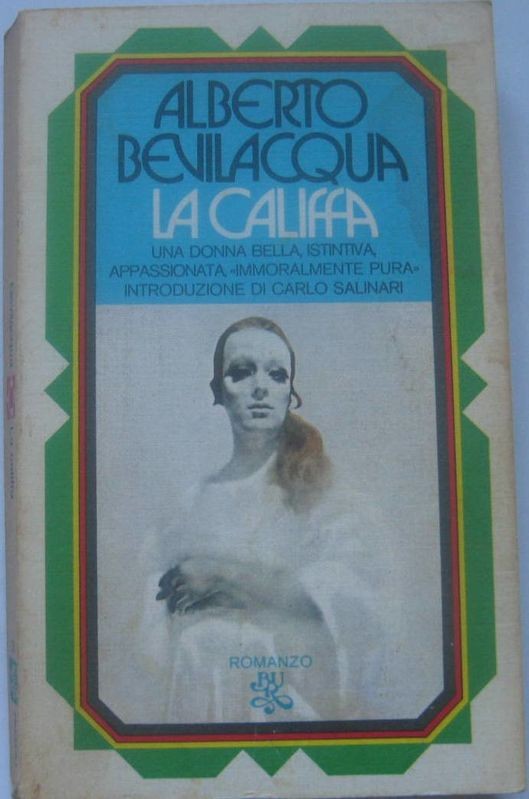 ALBERTO
BEVILACQUA
LA CALIFFA
UNA DONNA BELLA, ISTINTIVA,
APPASSIONATA, «IMMORALMENTE PURA»
INTRODUZIONE DI CARLO SALINARI
ROMANZO
BUR